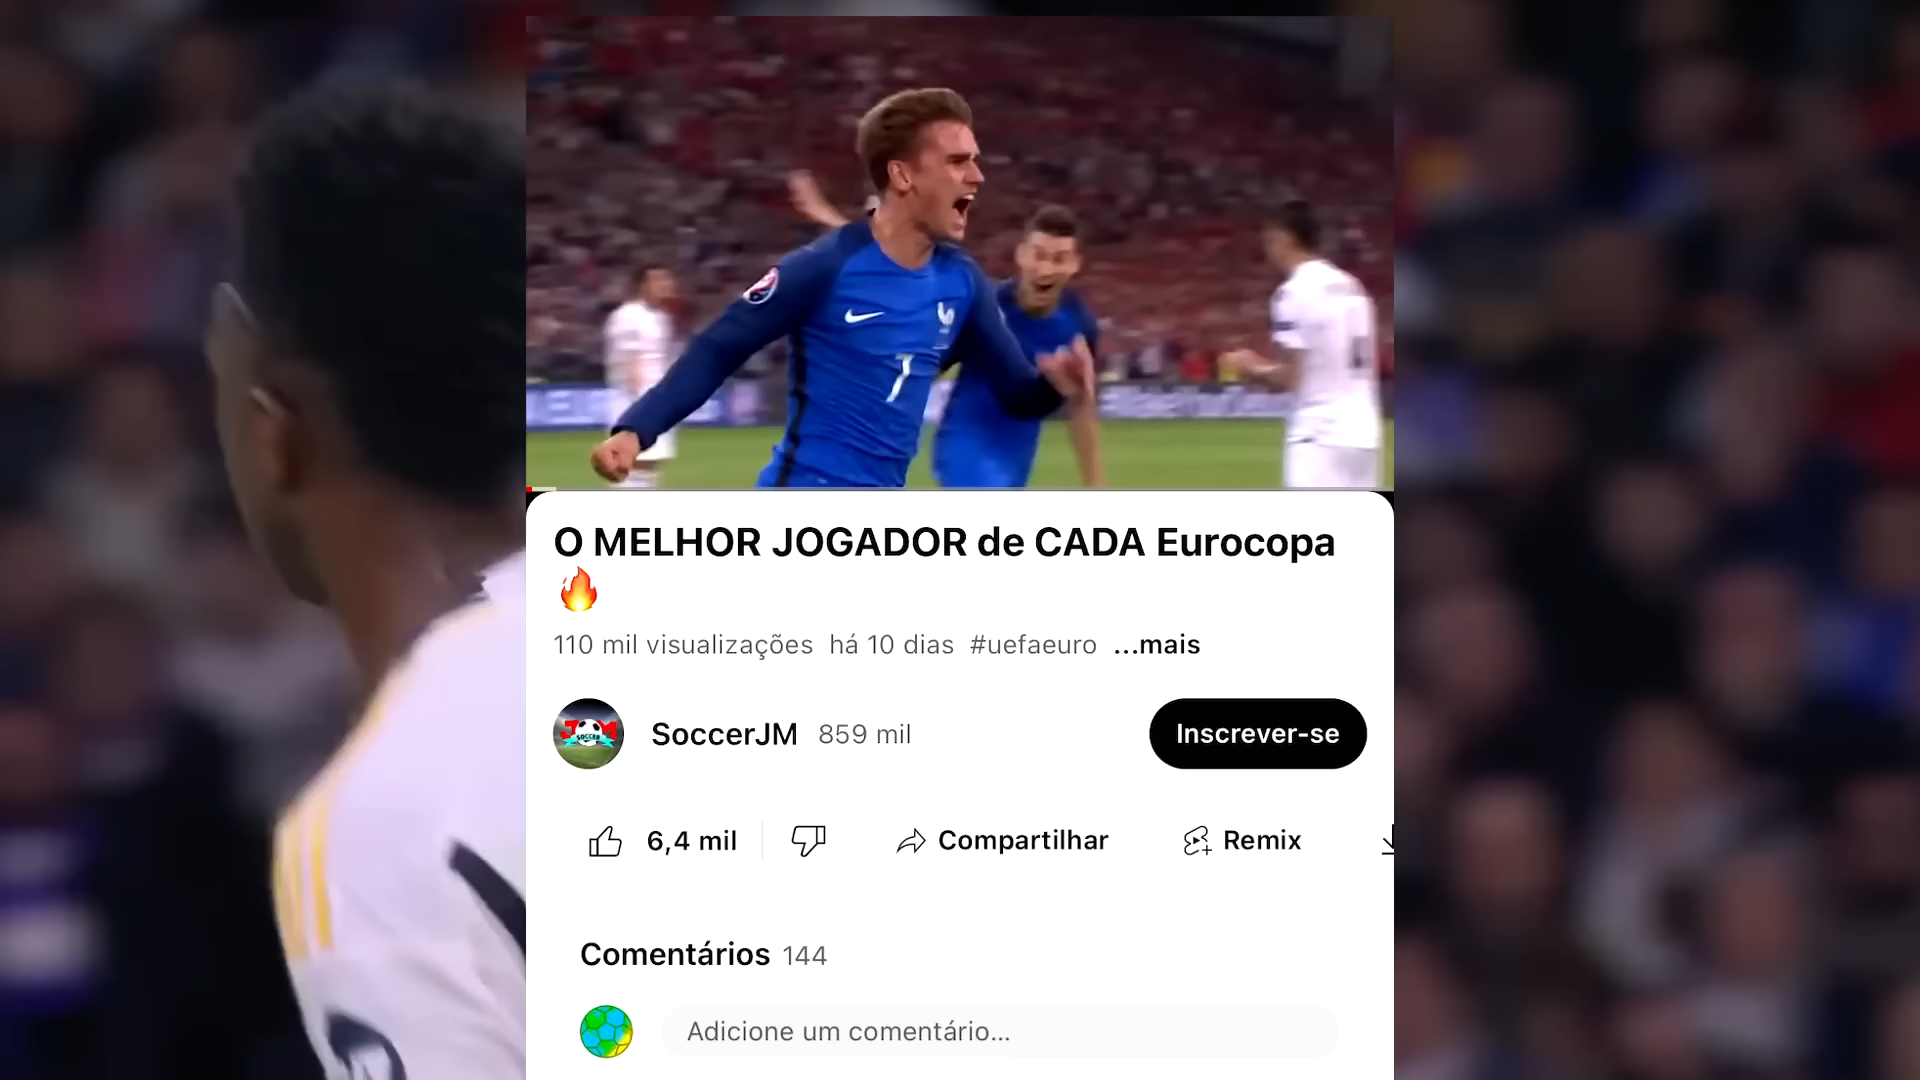 7
O MELHOR JOGADOR de CADA Eurocopa
🔥
110 mil visualizações há 10 dias #uefaeuro ...mais
SoccerJM 859 mil
Inscrever-se
6,4 mil
Compartilhar
Remix
Comentários 144
Adicione um comentário...